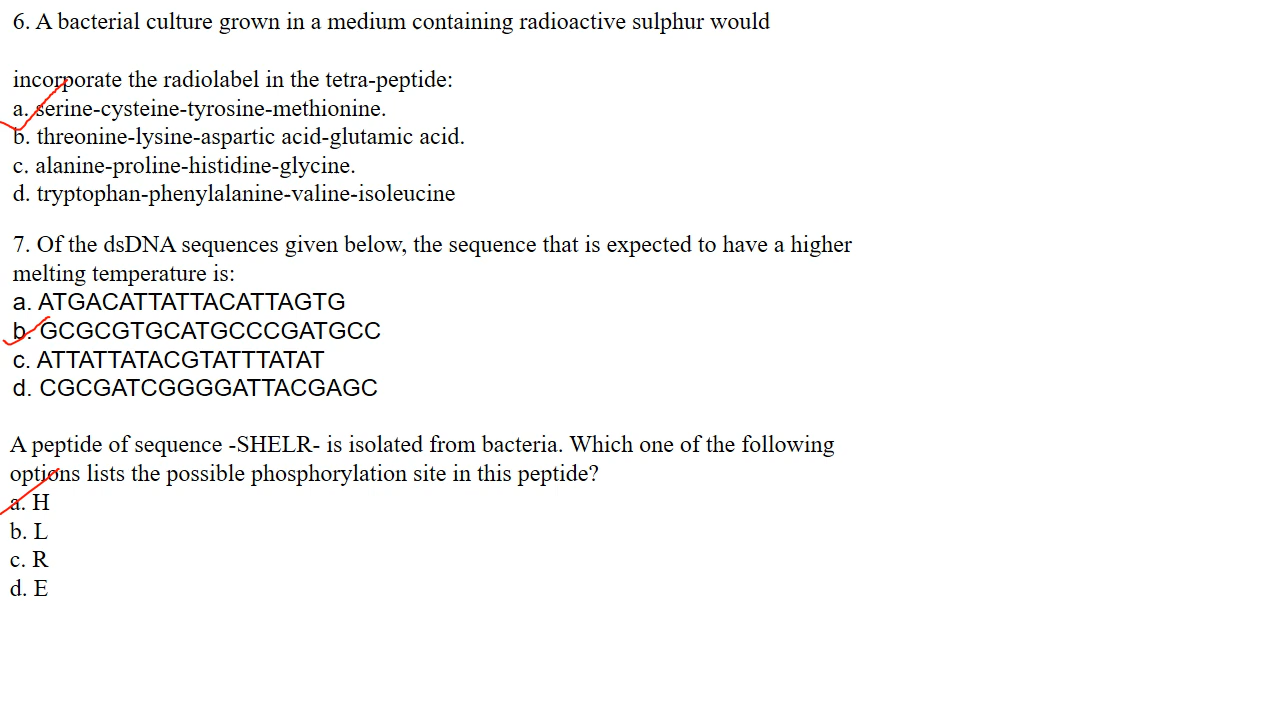 6. A bacterial culture grown in a medium containing radioactive sulphur would
incorporate the radiolabel in the tetra-peptide:
a. serine-cysteine-tyrosine-methionine.
b. threonine-lysine-aspartic acid-glutamic acid.
c. alanine-proline-histidine-glycine.
d. tryptophan-phenylalanine-valine-isoleucine
7. Of the dsDNA sequences given below, the sequence that is expected to have a higher
melting temperature is:
a. ATGACATTATTACATTAGTG
b. GCGCGTGCATGCCCGATGCC
c. ATTATTATACGTATTTATAT
d. CGCGATCGGGGATTACGAGC
A peptide of sequence -SHELR- is isolated from bacteria. Which one of the following
options lists the possible phosphorylation site in this peptide?
a. H
b. L
c. R
d. E